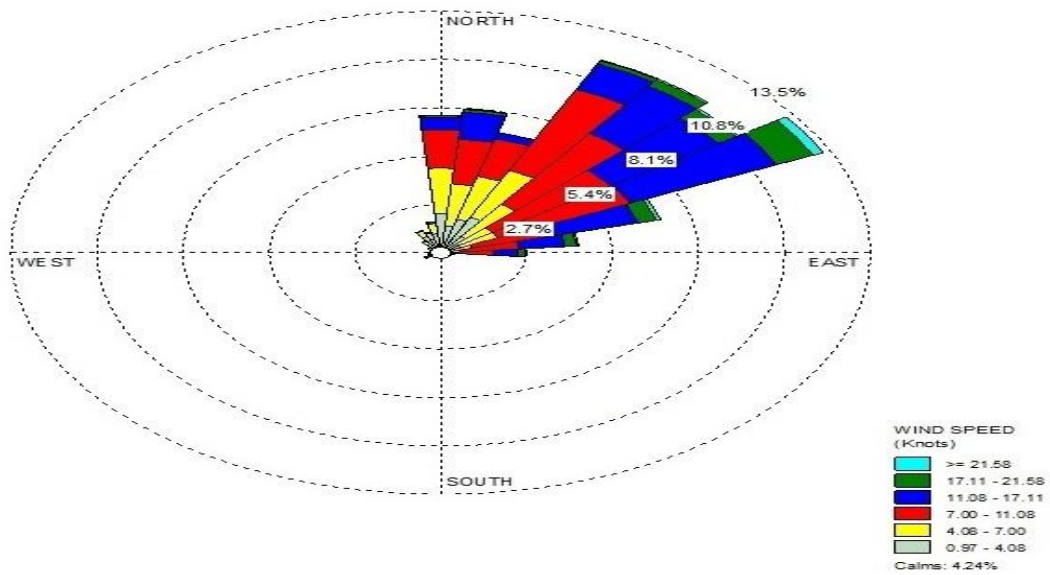 NORTH
13.5%
10.8%
8.1%
5.4%
2.7%
WEST
EAST
SOUTH
WIND SPEED
(Knots)
>= 21.58
17.11 - 21.58
11.08 - 17.11
7.00 - 11.08
4.08 - 7.00
0.97 - 4.08
Calms: 4.24%